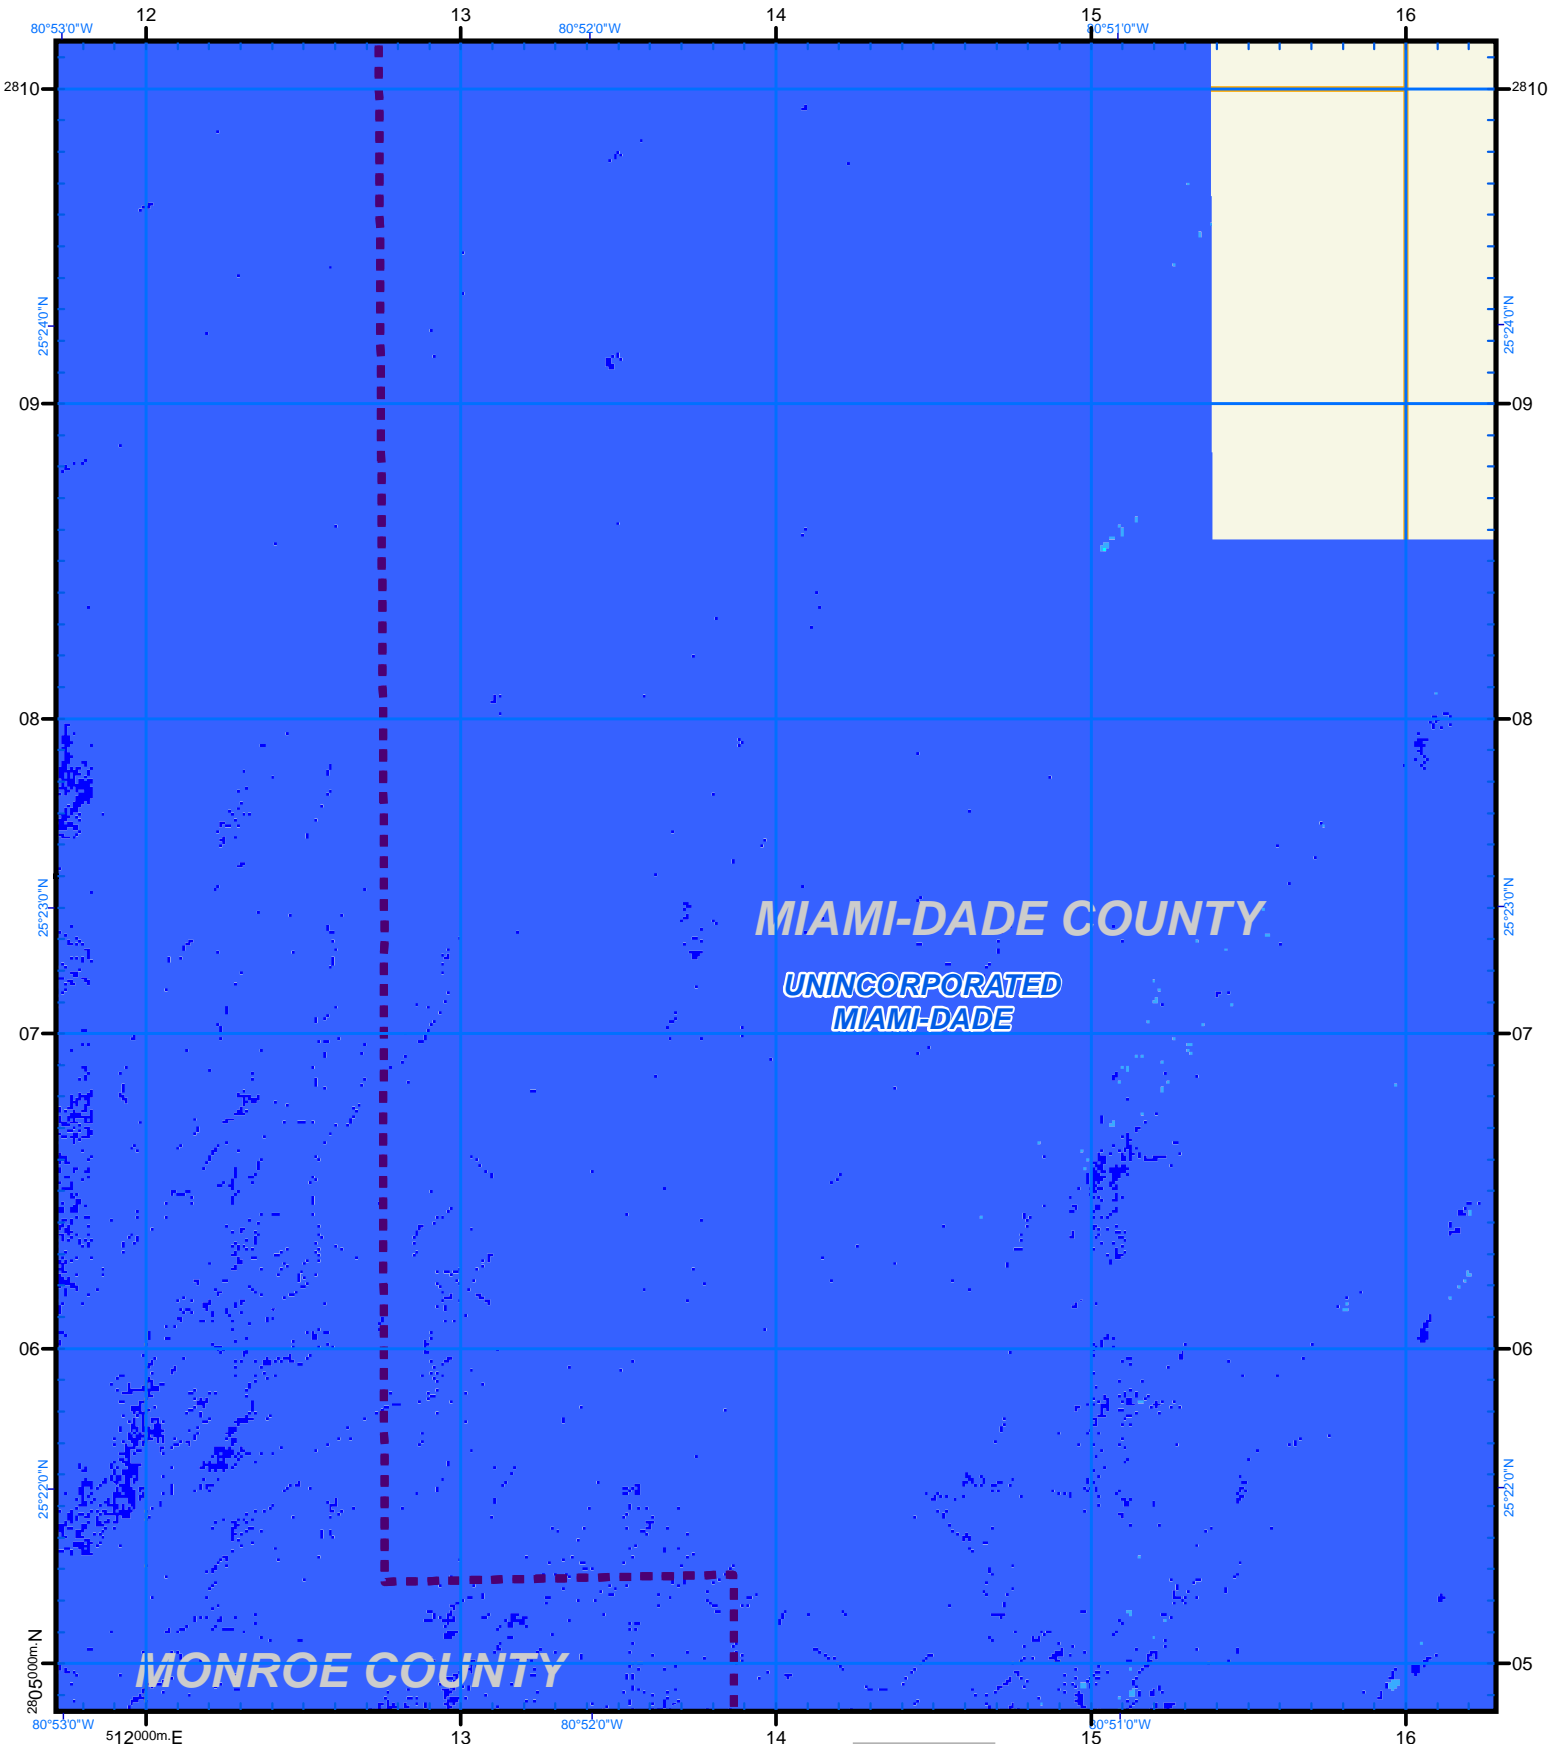 12 13 14 15 16
80°53'0"W 80°52'0"W 80°51'0"W
2810 2810
25°24'0"N 25°24'0"N
09 09
08 08
25°23'0"N 25°23'0"N
MIAMI-DADE COUNTY
UNINCORPORATED
MIAMI-DADE
07 07
06 06
25°22'0"N 25°22'0"N
2805000m.N 05
MONROE COUNTY
80°53'0"W 80°52'0"W 80°51'0"W
512000m.E 13 14 15 16